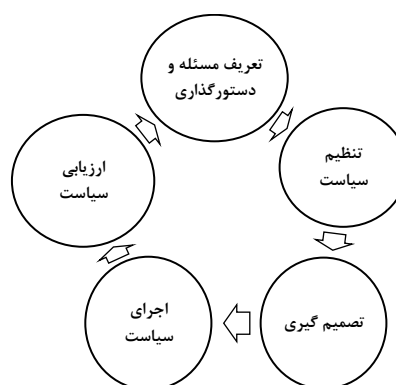 تعریف مسئله و
دستورگذاری
تنظیم
سیاست
تصمیم گیری
اجرای
سیاست
ارزیابی
سیاست